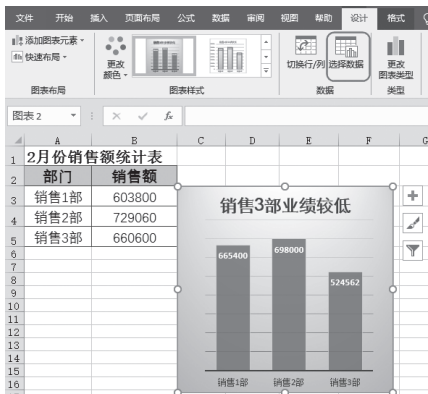 文件 开始 插入 页面布局 公式 数据 审阅 视图 帮助 设计 格式
添加图表元素
快速布局
更改
颜色
切换行/列 选择数据
更改
图表类型
图表布局 图表样式 数据 类型
图表 2 fx
A B C D E F G
1 2月份销售额统计表
2 部门 销售额
3 销售1部 603800
4 销售2部 729060
5 销售3部 660600
6
7
8
9
10
11
12
13
14
15
16
销售3部业绩较低
665400 698000 524562
销售1部 销售2部 销售3部